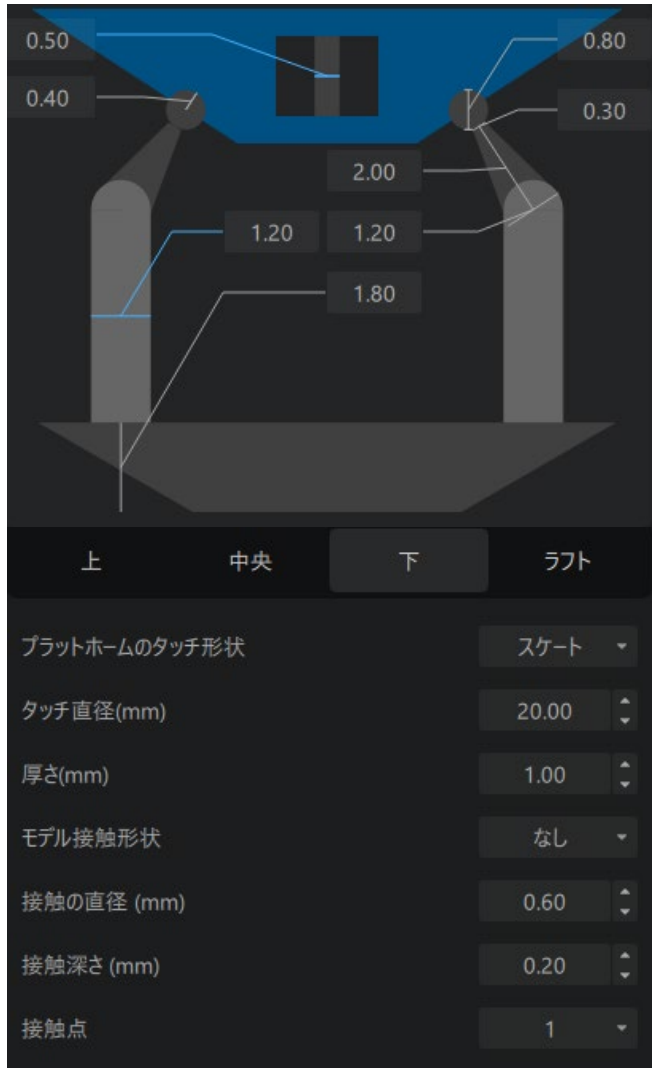 0.50
0.80
0.40
0.30
2.00
1.20
1.20
1.80
上
中央
下
ラフト
プラットホームのタッチ形状
スケート
タッチ直径(mm)
20.00
厚さ(mm)
1.00
モデル接触形状
なし
接触の直径 (mm)
0.60
接触深さ (mm)
0.20
接触点
1